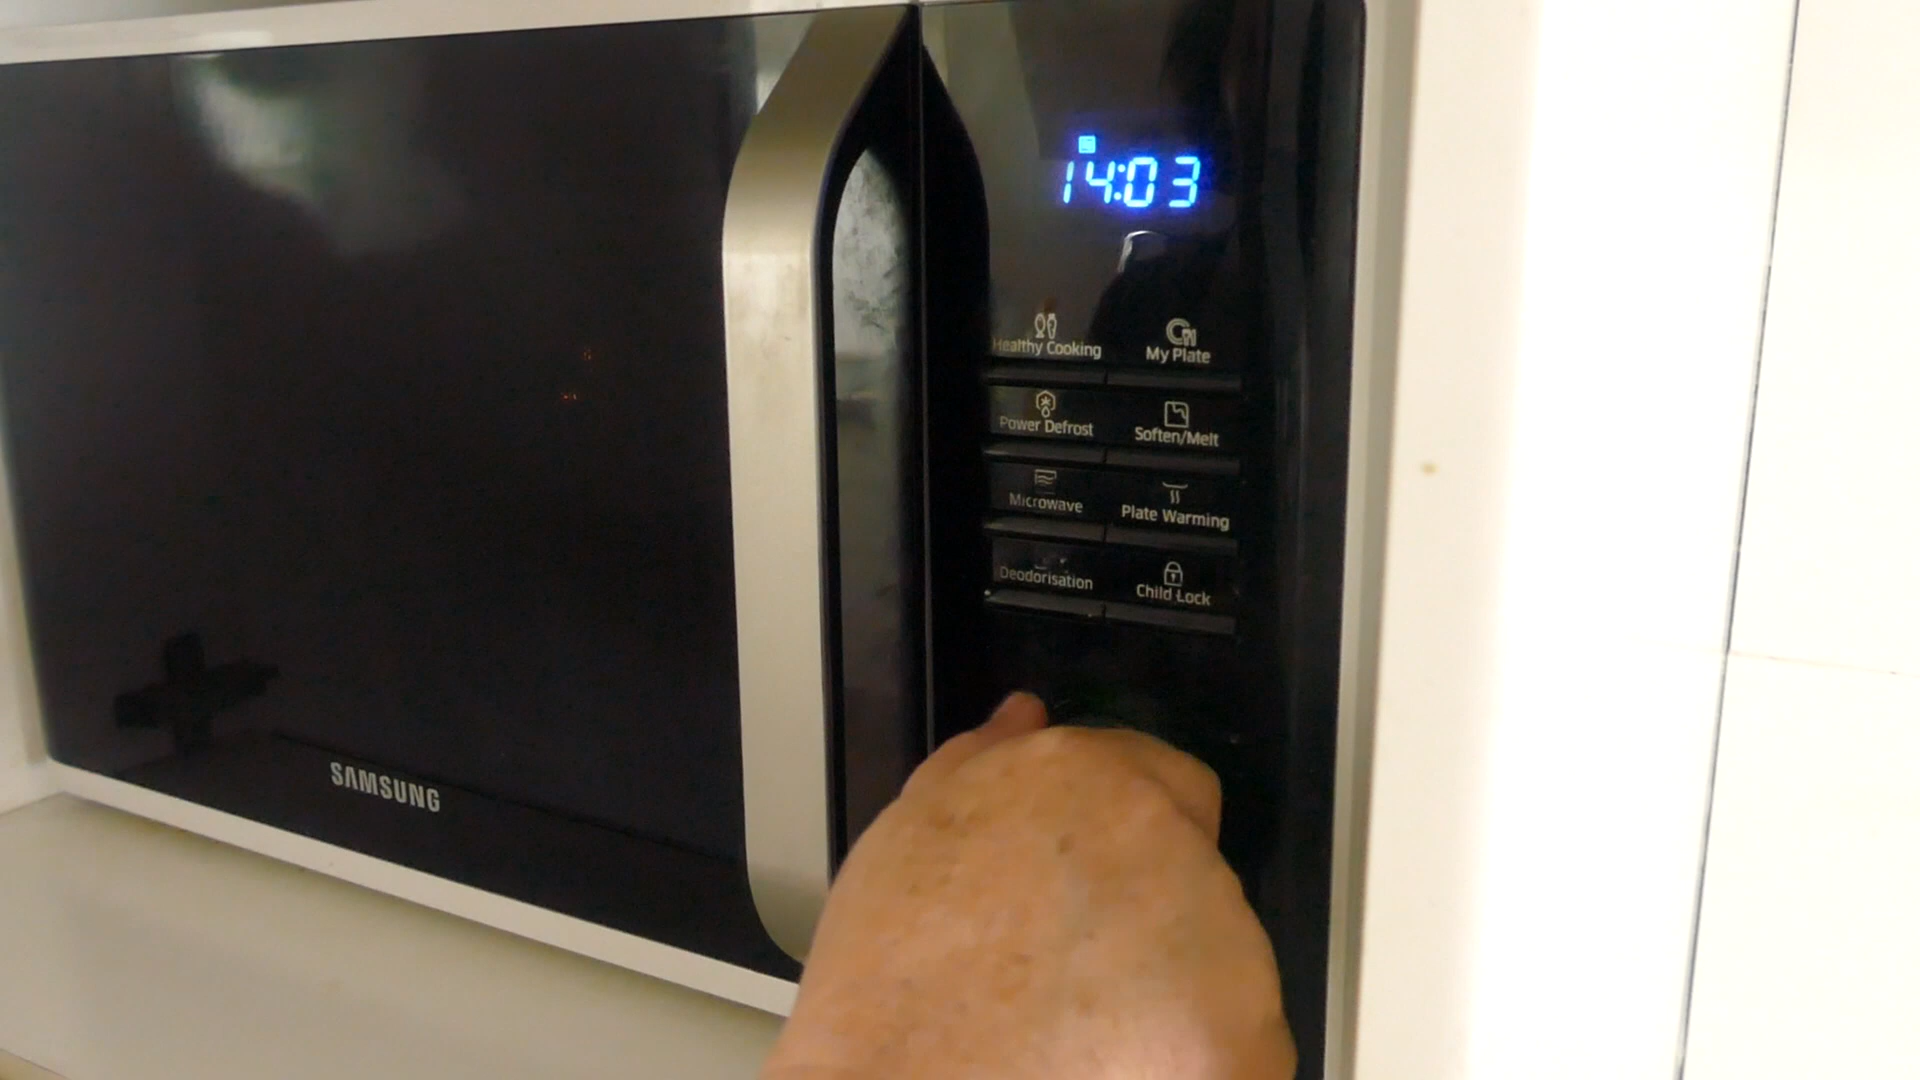 14:03
Healthy Cooking
My Plate
Power Defrost
Soften/Melt
Microwave
Plate Warming
Deodorisation
Child Lock
SAMSUNG